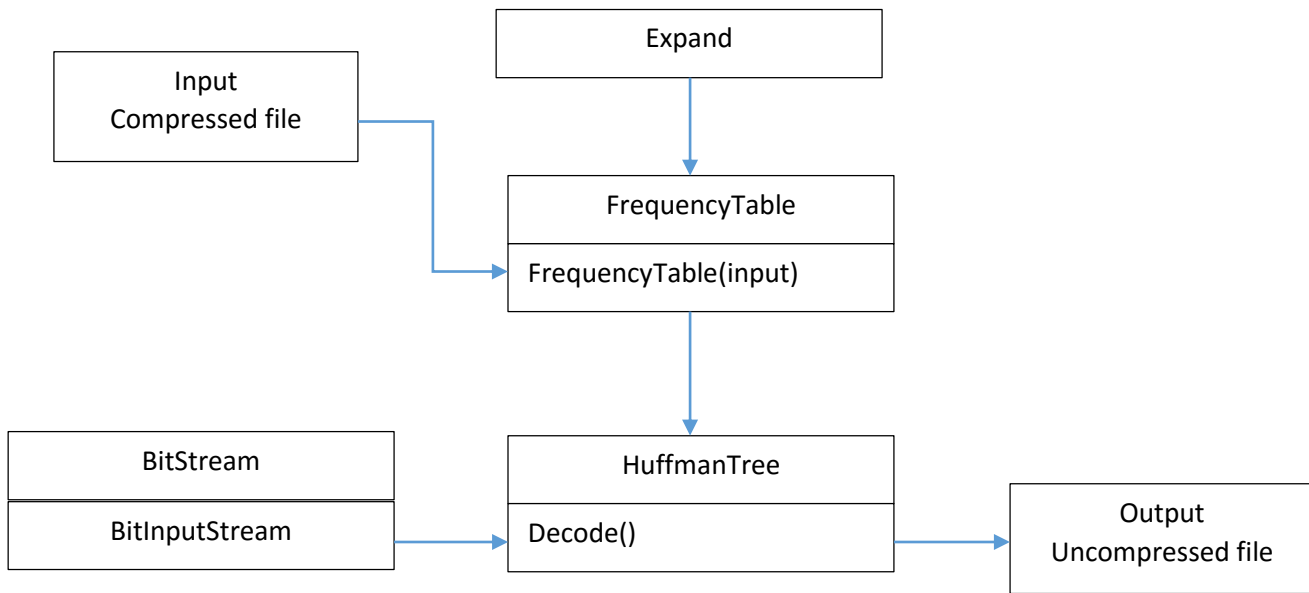 Expand
Input
Compressed file
FrequencyTable
FrequencyTable(input)
BitStream
BitInputStream
HuffmanTree
Decode()
Output
Uncompressed file